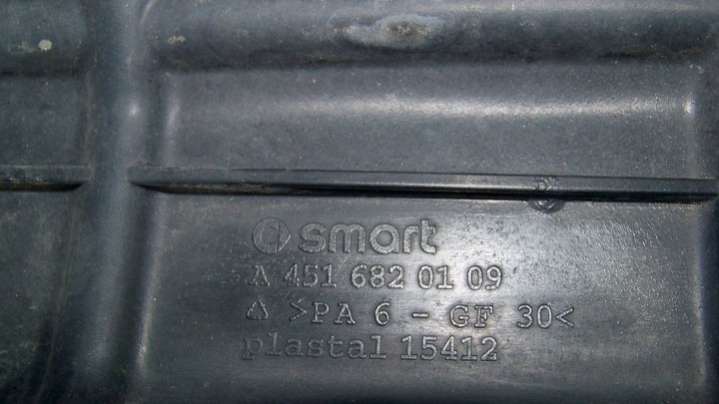 smart
A 451 682 01 09
>PA 6 - GF 30<
plastal 15412